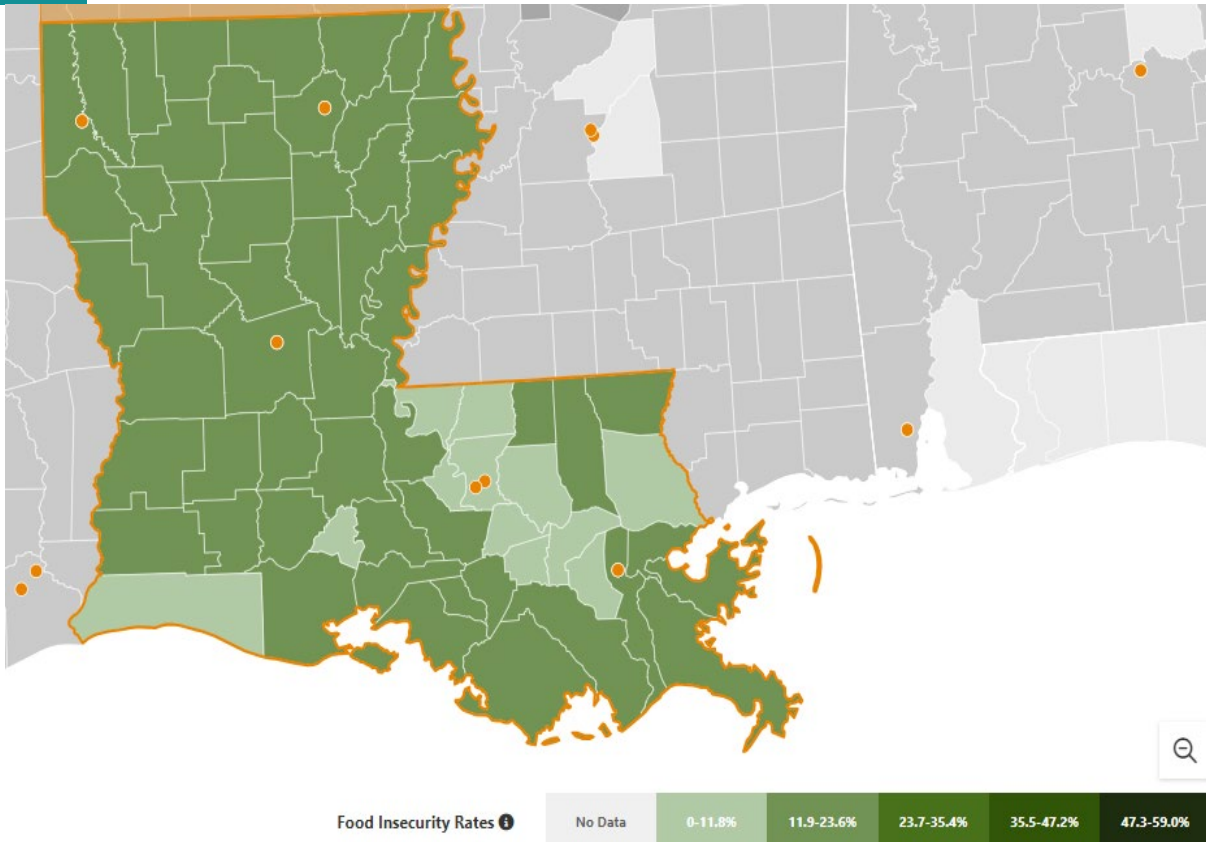 Food Insecurity Rates
No Data
0-11.8%
11.9-23.6%
23.7-35.4%
35.5-47.2%
47.3-59.0%